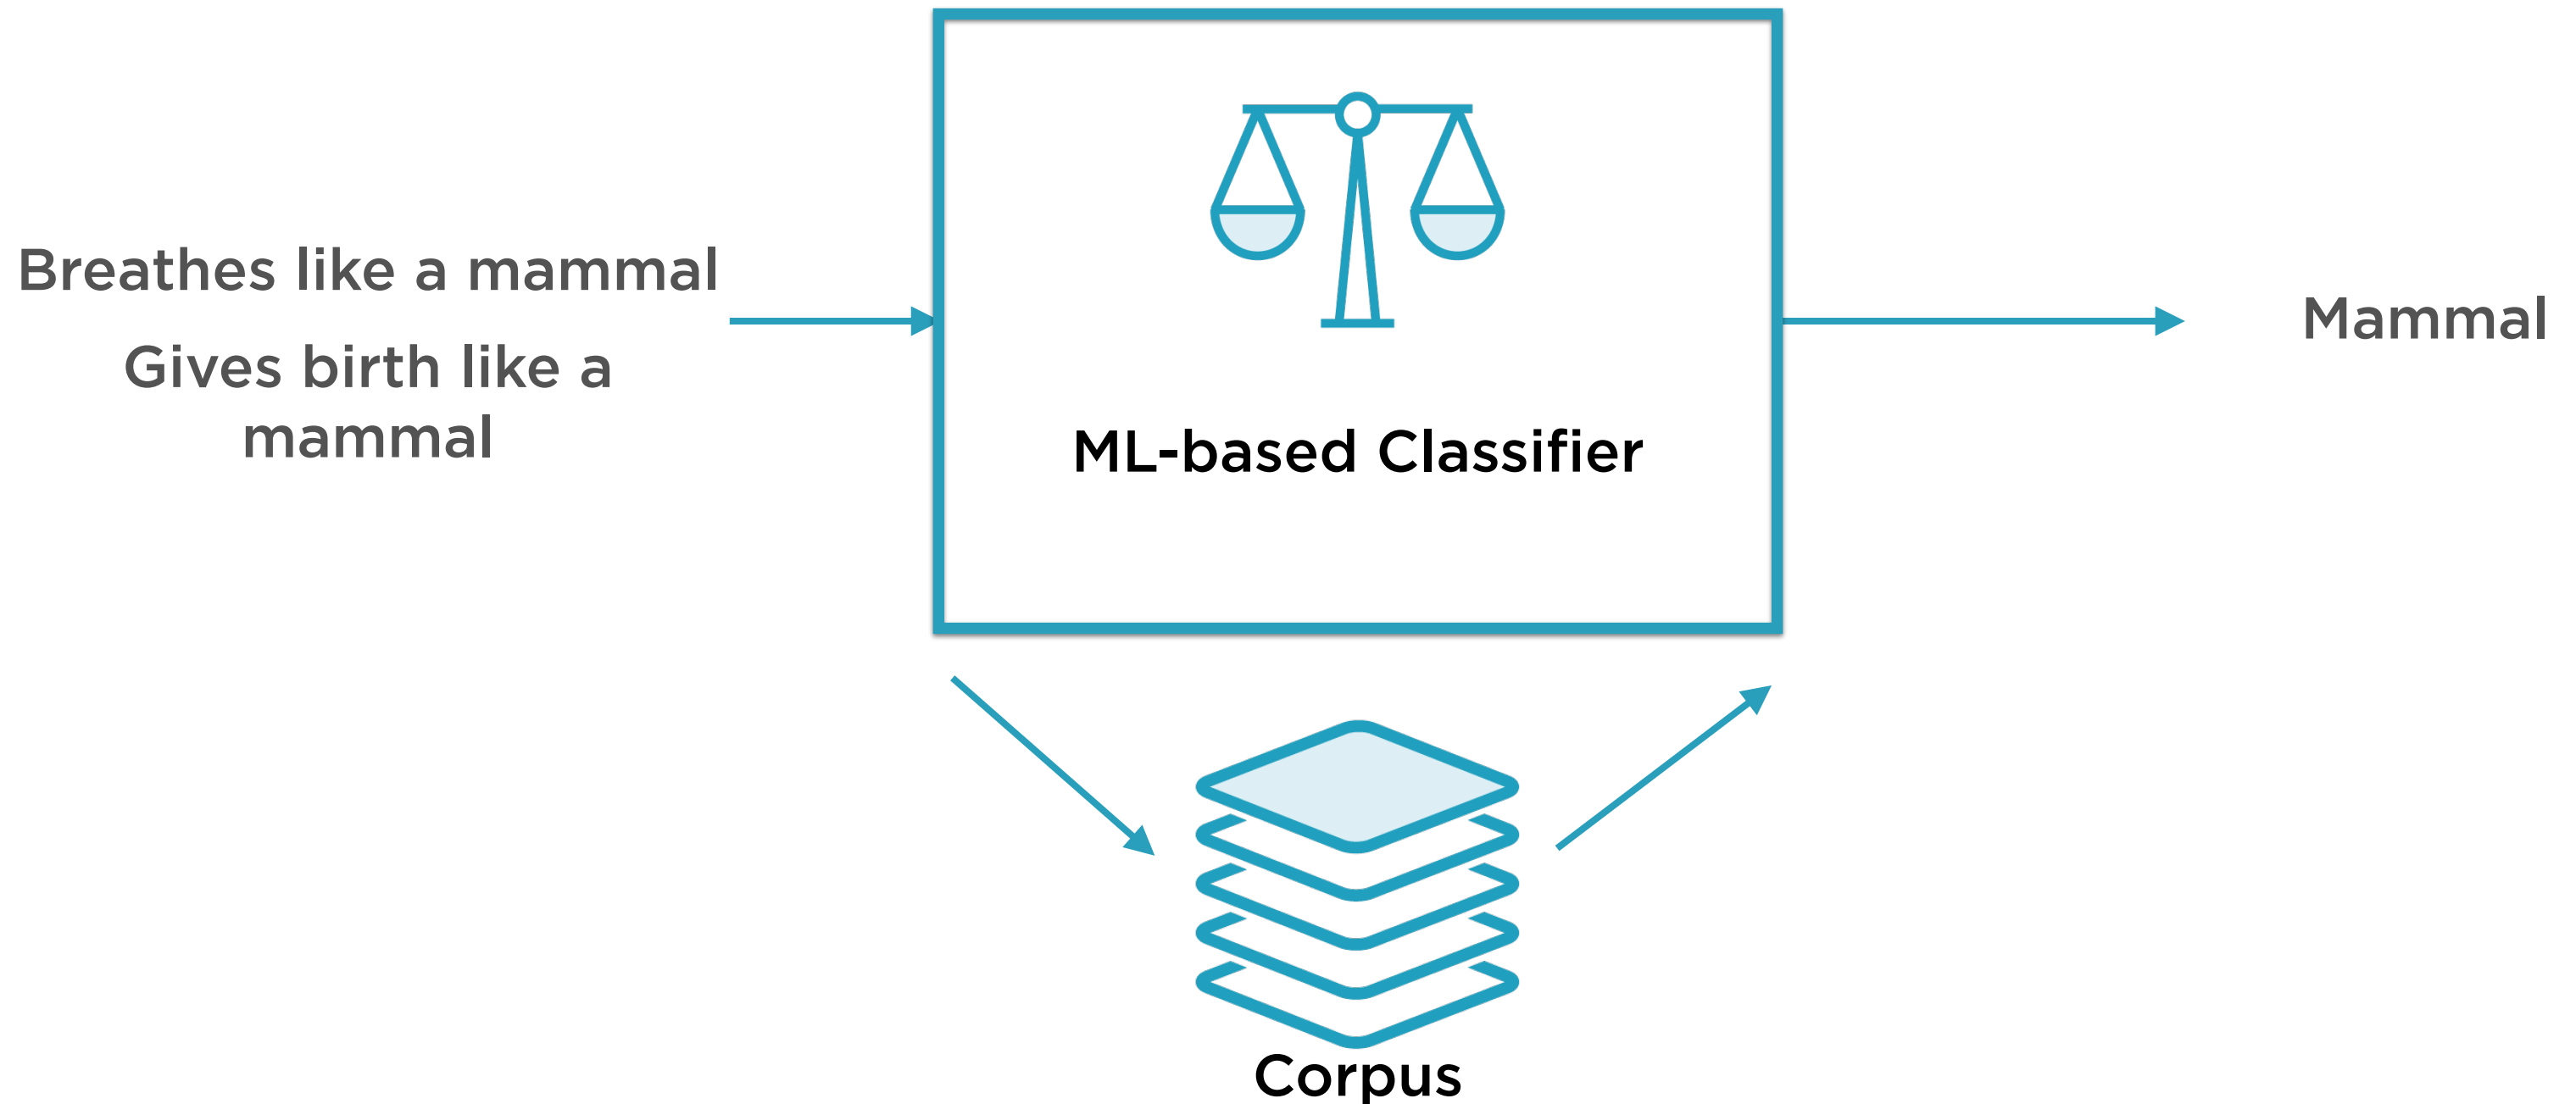 Breathes like a mammal
Gives birth like a
mammal
ML-based Classifier
Mammal
Corpus